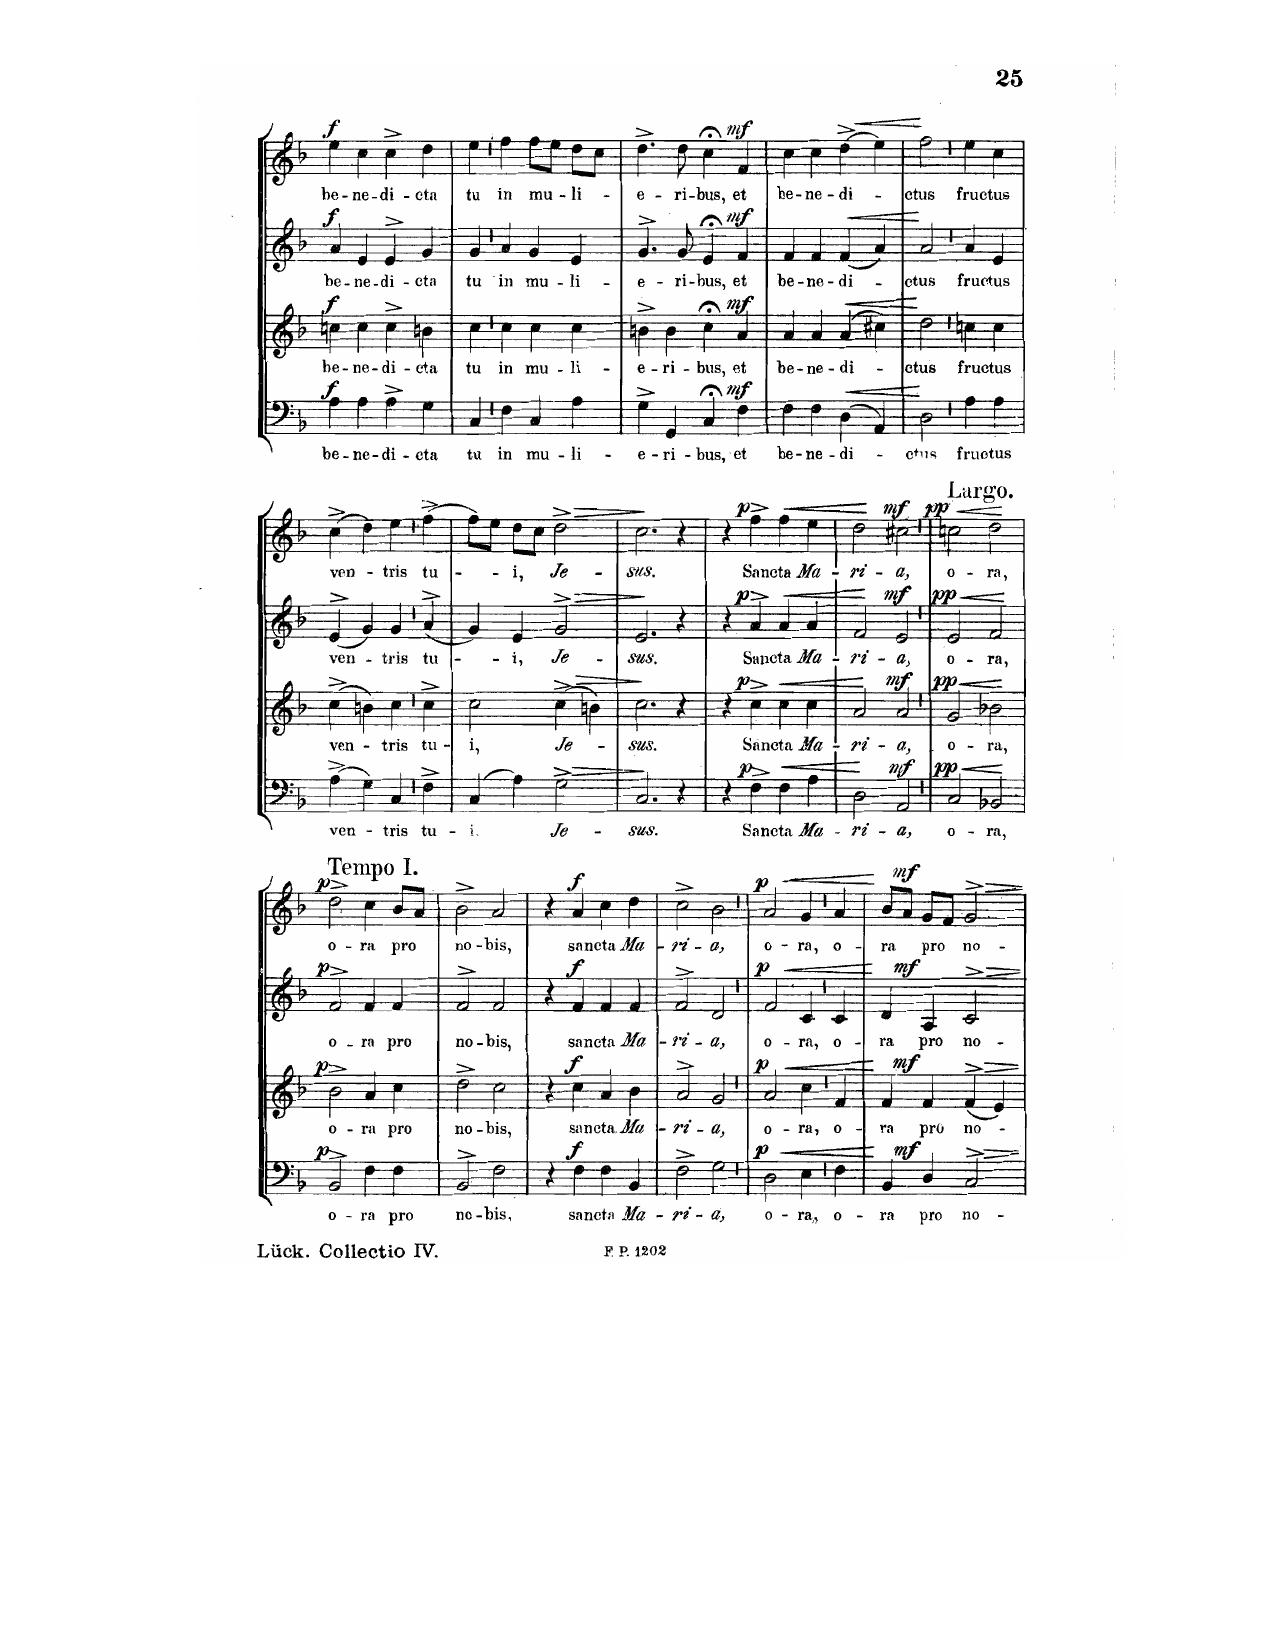 25
f mf
be-ne-di-cta tu in mu-li - e - ri-bus, et be-ne-di - ctus fructus
f mf
be-ne-di-cta tu in mu-li - e - ri-bus, et be-ne-di - ctus fructus
f mf
be-ne-di-cta tu in mu-li - e-ri-bus, et be-ne-di - ctus fructus
f mf
be-ne-di-cta tu in mu-li - e-ri-bus, et be-ne-di - ctus fructus
Largo.
p mf pp
ven - tris tu - - i, Je - sus. Sancta Ma - ri - a, o - ra,
p mf pp
ven - tris tu - - i, Je - sus. Sancta Ma - ri - a, o - ra,
p mf pp
ven - tris tu - i, Je - sus. Sancta Ma - ri - a, o - ra,
p mf pp
ven - tris tu - i. Je - sus. Sancta Ma - ri - a, o - ra,
Tempo I.
p f p mf
o - ra pro no-bis, sancta Ma - ri - a, o - ra, o - ra pro no -
p f p mf
o - ra pro no-bis, sancta Ma - ri - a, o - ra, o - ra pro no -
p f p mf
o - ra pro no-bis, sancta Ma - ri - a, o - ra, o - ra pro no -
p f p mf
o - ra pro no-bis, sancta Ma - ri - a, o - ra, o - ra pro no -
Lück. Collectio IV. F. P. 1202